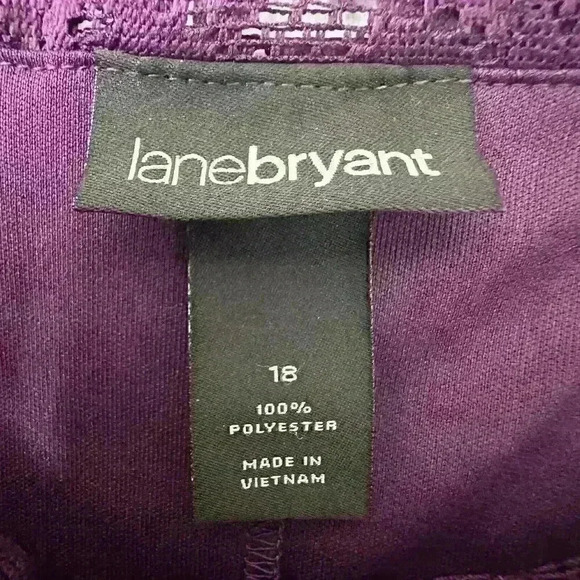 lanebryant
18
100%
POLYESTER
MADE IN
VIETNAM